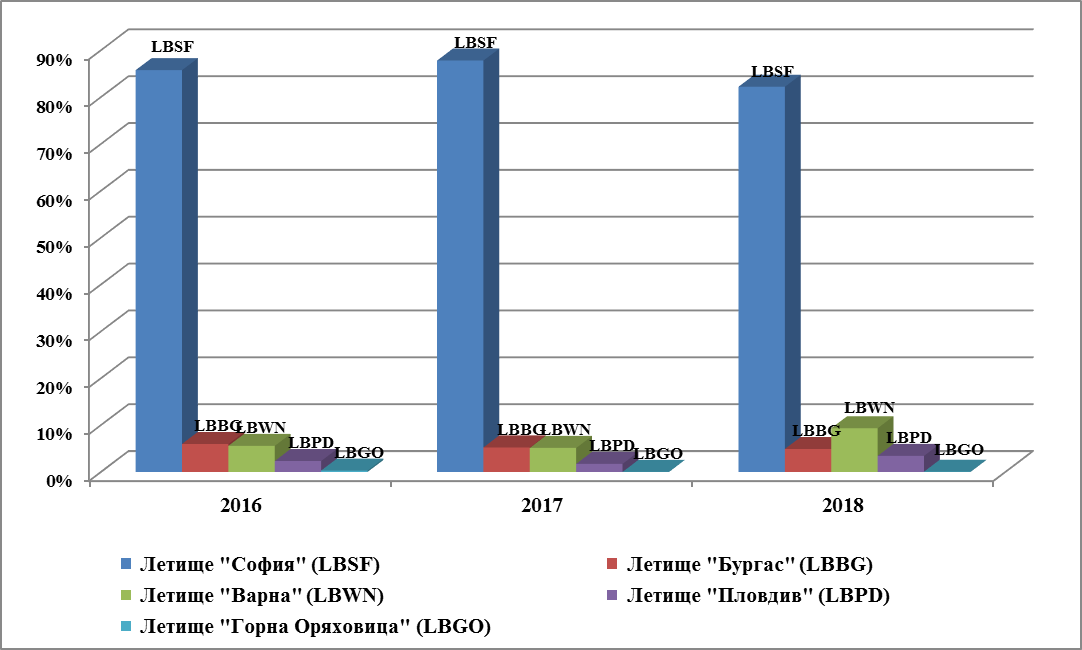 90%
80%
70%
60%
50%
40%
30%
20%
10%
0%
LBSF
LBBG
LBWN
LBPD
LBGO
LBSF
LBBG
LBWN
LBPD
LBGO
LBSF
LBBG
LBWN
LBPD
LBGO
2016
2017
2018
Летище "София" (LBSF)
Летище "Бургас" (LBBG)
Летище "Варна" (LBWN)
Летище "Пловдив" (LBPD)
Летище "Горна Оряховица" (LBGO)